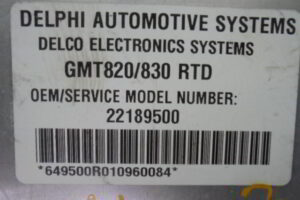 DELPHI AUTOMOTIVE SYSTEMS
DELCO ELECTRONICS SYSTEMS
GMT820/830 RTD
OEM/SERVICE MODEL NUMBER:
22189500
*649500R010960084*